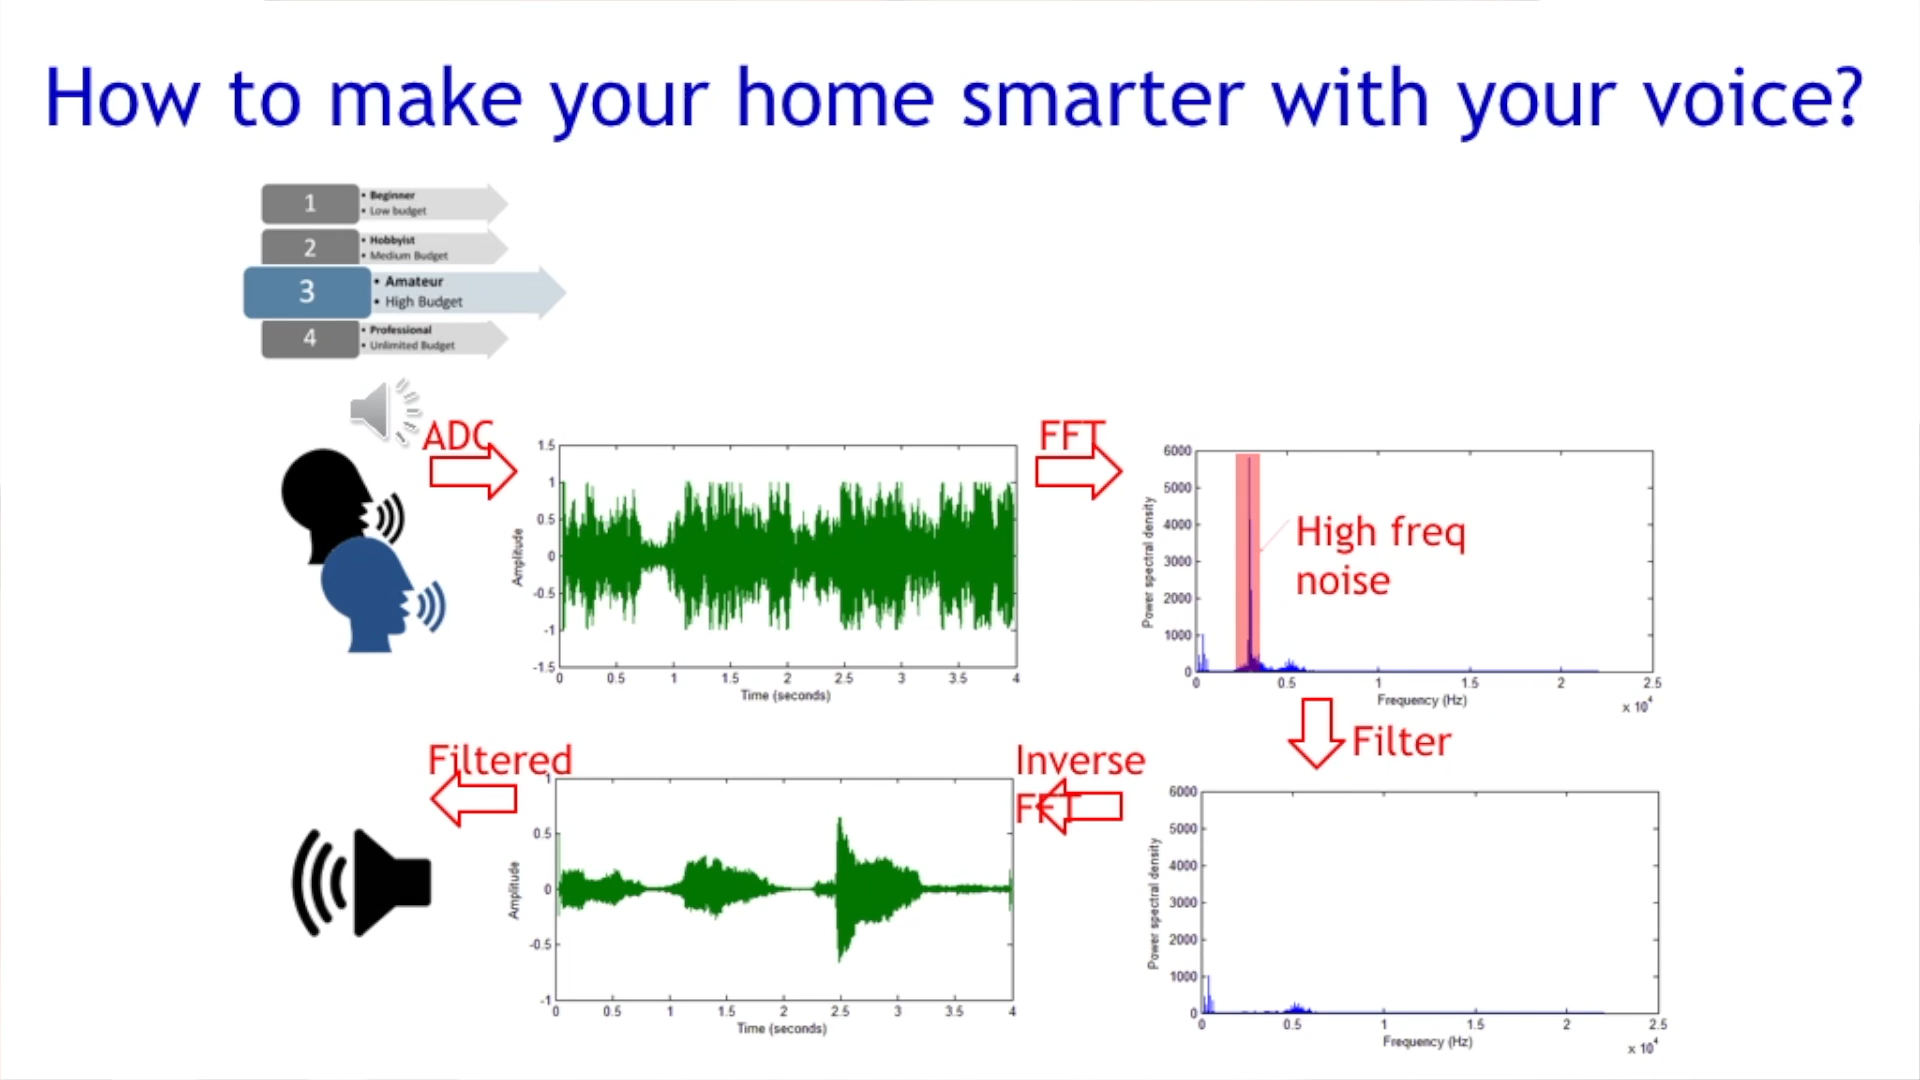 How to make your home smarter with your voice?
1
• Beginner
• Low budget
2
• Hobbyist
• Medium Budget
3
• Amateur
• High Budget
4
• Professional
• Unlimited Budget
ADC
1.5
1
0.5
0
-0.5
-1
-1.5
Amplitude
0 0.5 1 1.5 2 2.5 3 3.5 4
Time (seconds)
FFT
6000
5000
4000
3000
2000
1000
0
Power spectral density
High freq
noise
0 0.5 1 1.5 2 2.5
Frequency (Hz)
x 10⁴
Filter
6000
5000
4000
3000
2000
1000
0
Power spectral density
0 0.5 1 1.5 2 2.5
Frequency (Hz)
x 10⁴
Inverse
FFT
1
0.5
0
-0.5
-1
Amplitude
0 0.5 1 1.5 2 2.5 3 3.5 4
Time (seconds)
Filtered